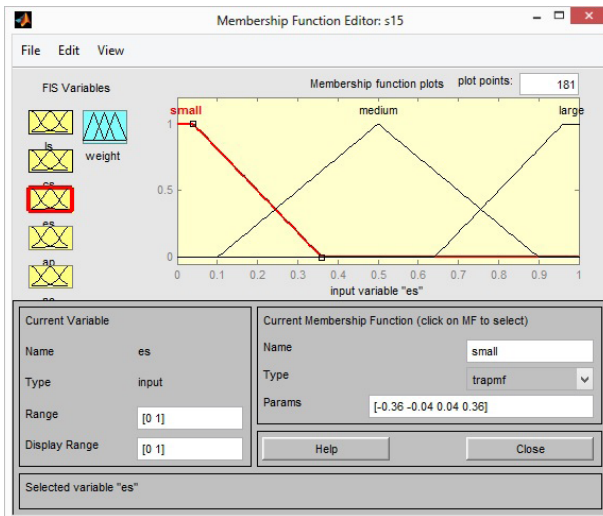 Membership Function Editor: s15
File Edit View
FIS Variables
Membership function plots plot points: 181
ls
weight
es
ap
small medium large
1
0.5
0
0 0.1 0.2 0.3 0.4 0.5 0.6 0.7 0.8 0.9 1
input variable "es"
Current Variable
Name es
Type input
Range [0 1]
Display Range [0 1]
Current Membership Function (click on MF to select)
Name small
Type trapmf
Params [-0.36 -0.04 0.04 0.36]
Help Close
Selected variable "es"